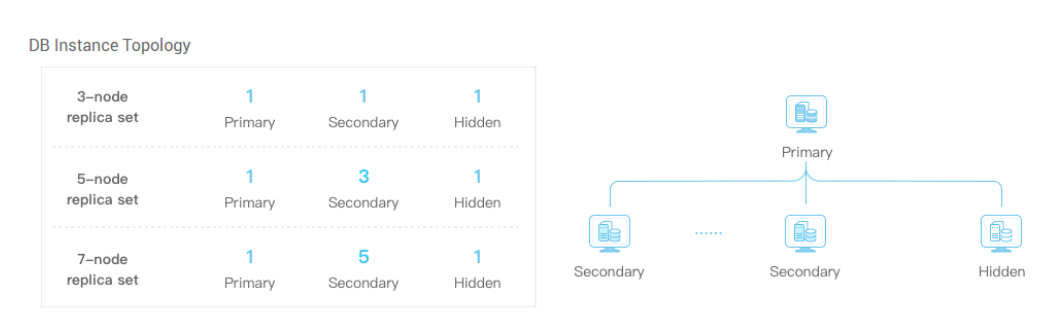 DB Instance Topology
3–node
replica set
1
1
1
Primary
Secondary
Hidden
5–node
replica set
1
3
1
Primary
Secondary
Hidden
7–node
replica set
1
5
1
Primary
Secondary
Hidden
Primary
......
Secondary
Secondary
Hidden